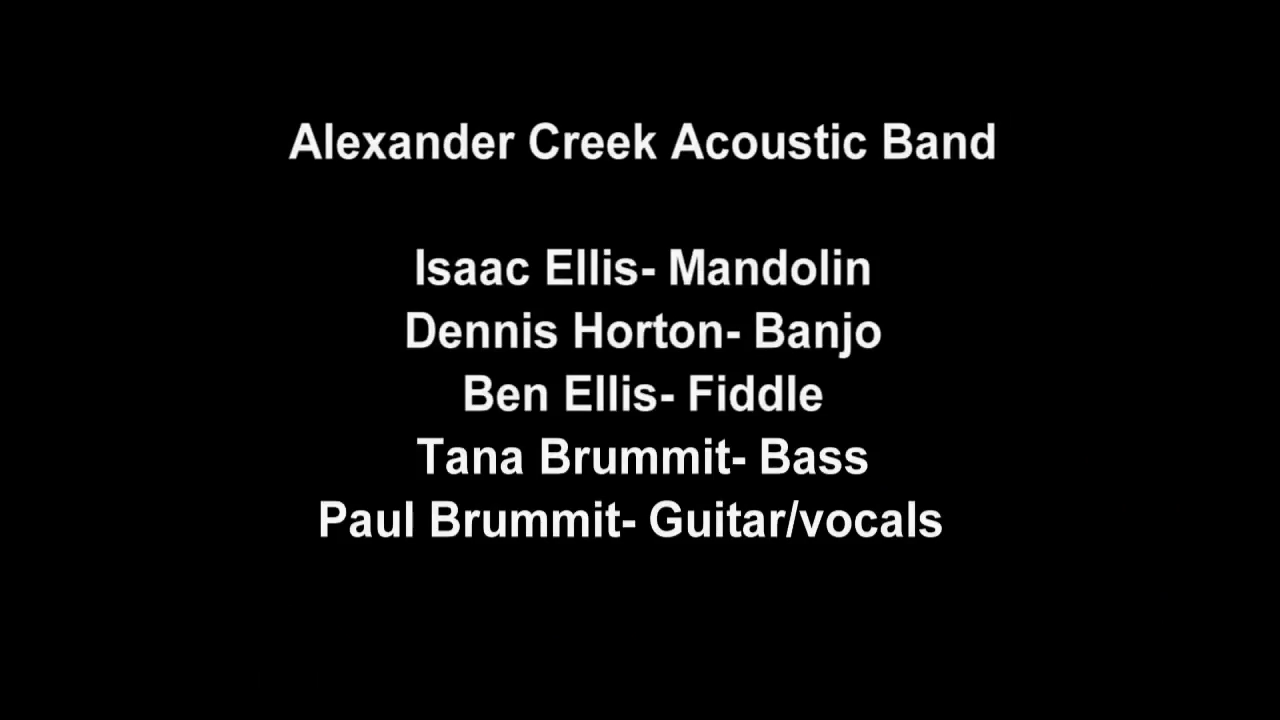 Alexander Creek Acoustic Band
Isaac Ellis- Mandolin
Dennis Horton- Banjo
Ben Ellis- Fiddle
Tana Brummit- Bass
Paul Brummit- Guitar/vocals